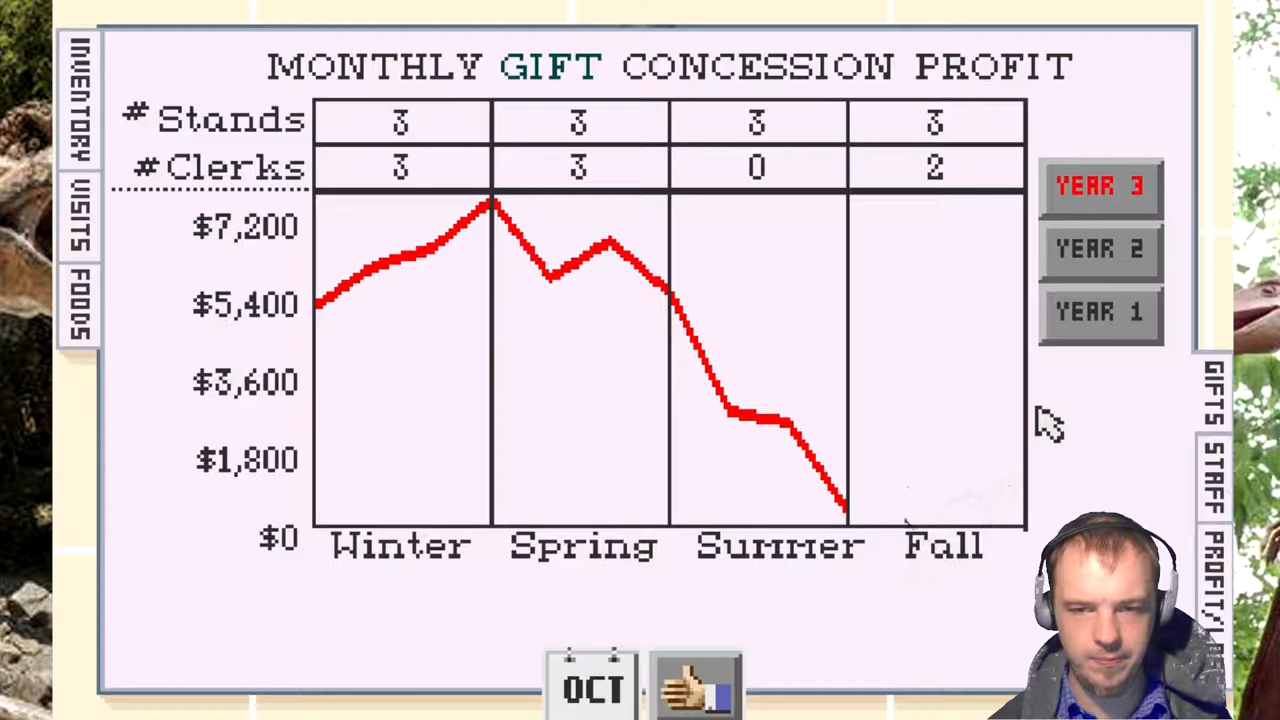 MONTHLY GIFT CONCESSION PROFIT
# Stands 3 3 3 3
# Clerks 3 3 0 2
$7,200
$5,400
$3,600
$1,800
$0
Winter Spring Summer Fall
YEAR 3
YEAR 2
YEAR 1
INVENTORY
VISITS
FOODS
GIFTS
STAFF
PROFIT/
OCT